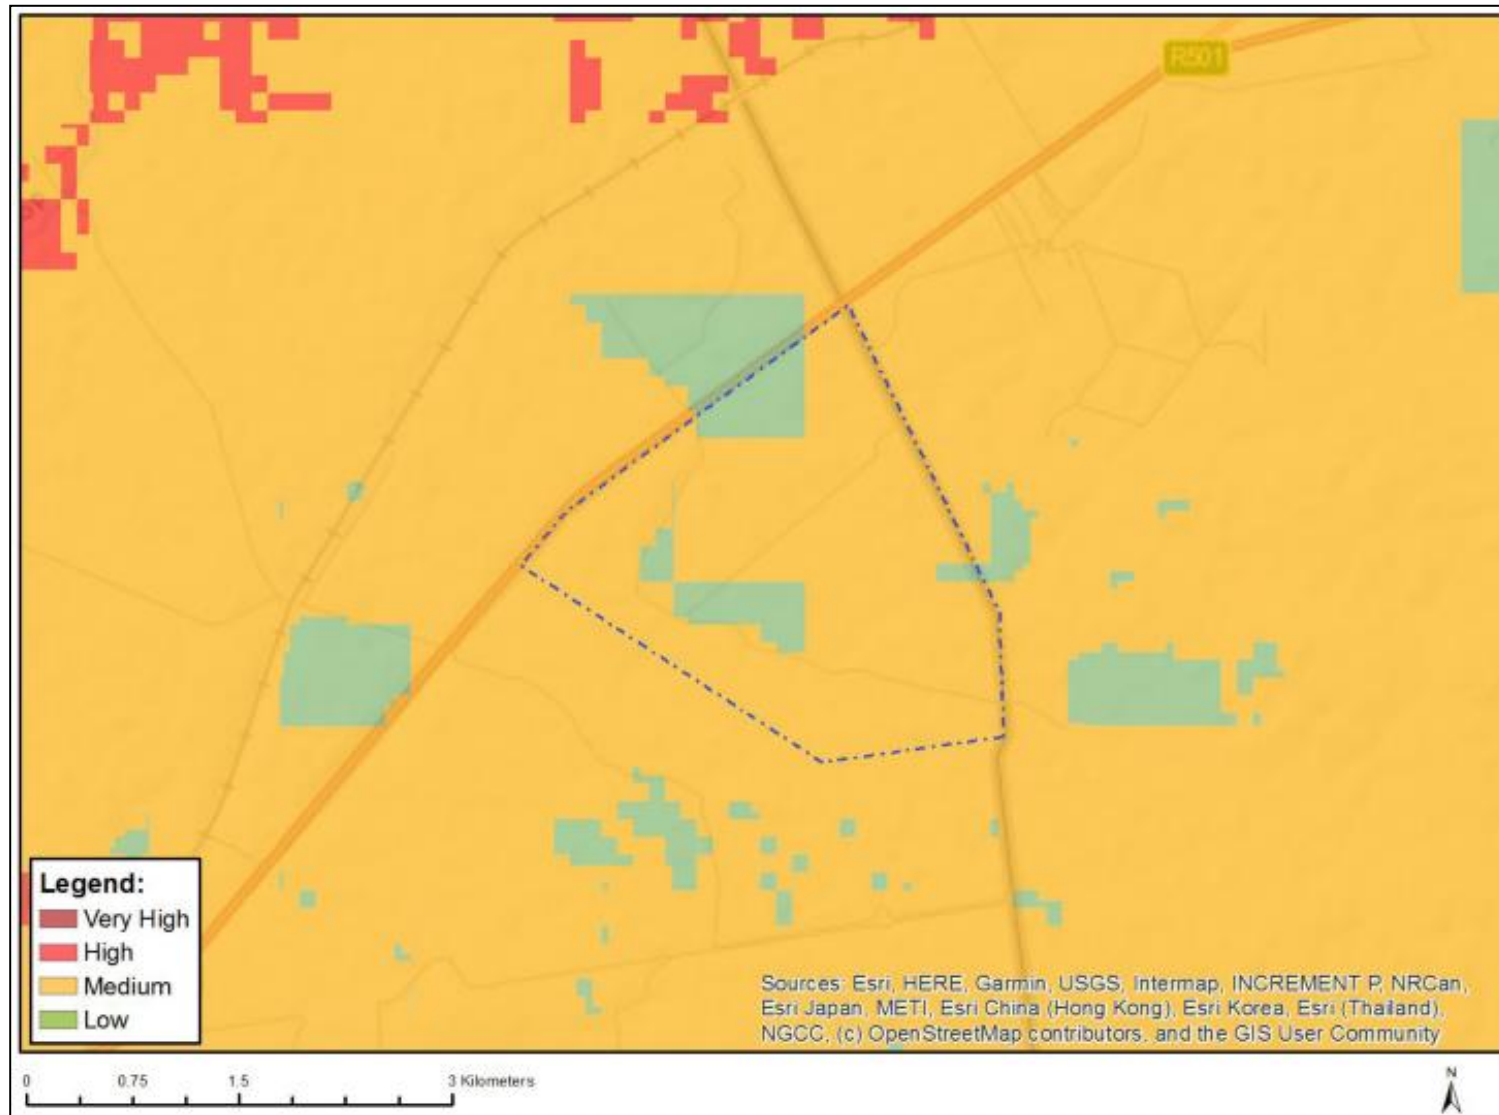 R501
Legend:
Very High
High
Medium
Low
Sources: Esri, HERE, Garmin, USGS, Intermap, INCREMENT P, NRCan,
Esri Japan, METI, Esri China (Hong Kong), Esri Korea, Esri (Thailand),
NGCC, (c) OpenStreetMap contributors, and the GIS User Community
0 0.75 1.5 3 Kilometers
N